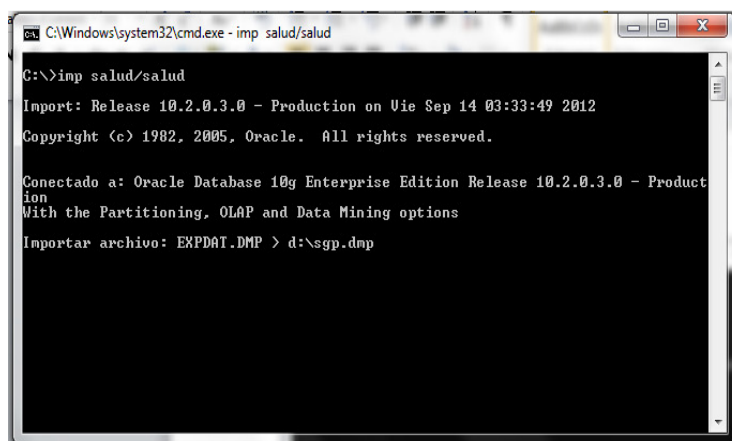 C:\Windows\system32\cmd.exe - imp salud/salud
C:\>imp salud/salud
Import: Release 10.2.0.3.0 - Production on Vie Sep 14 03:33:49 2012
Copyright (c) 1982, 2005, Oracle.  All rights reserved.
Conectado a: Oracle Database 10g Enterprise Edition Release 10.2.0.3.0 - Product
ion
With the Partitioning, OLAP and Data Mining options
Importar archivo: EXPDAT.DMP > d:\sgp.dmp